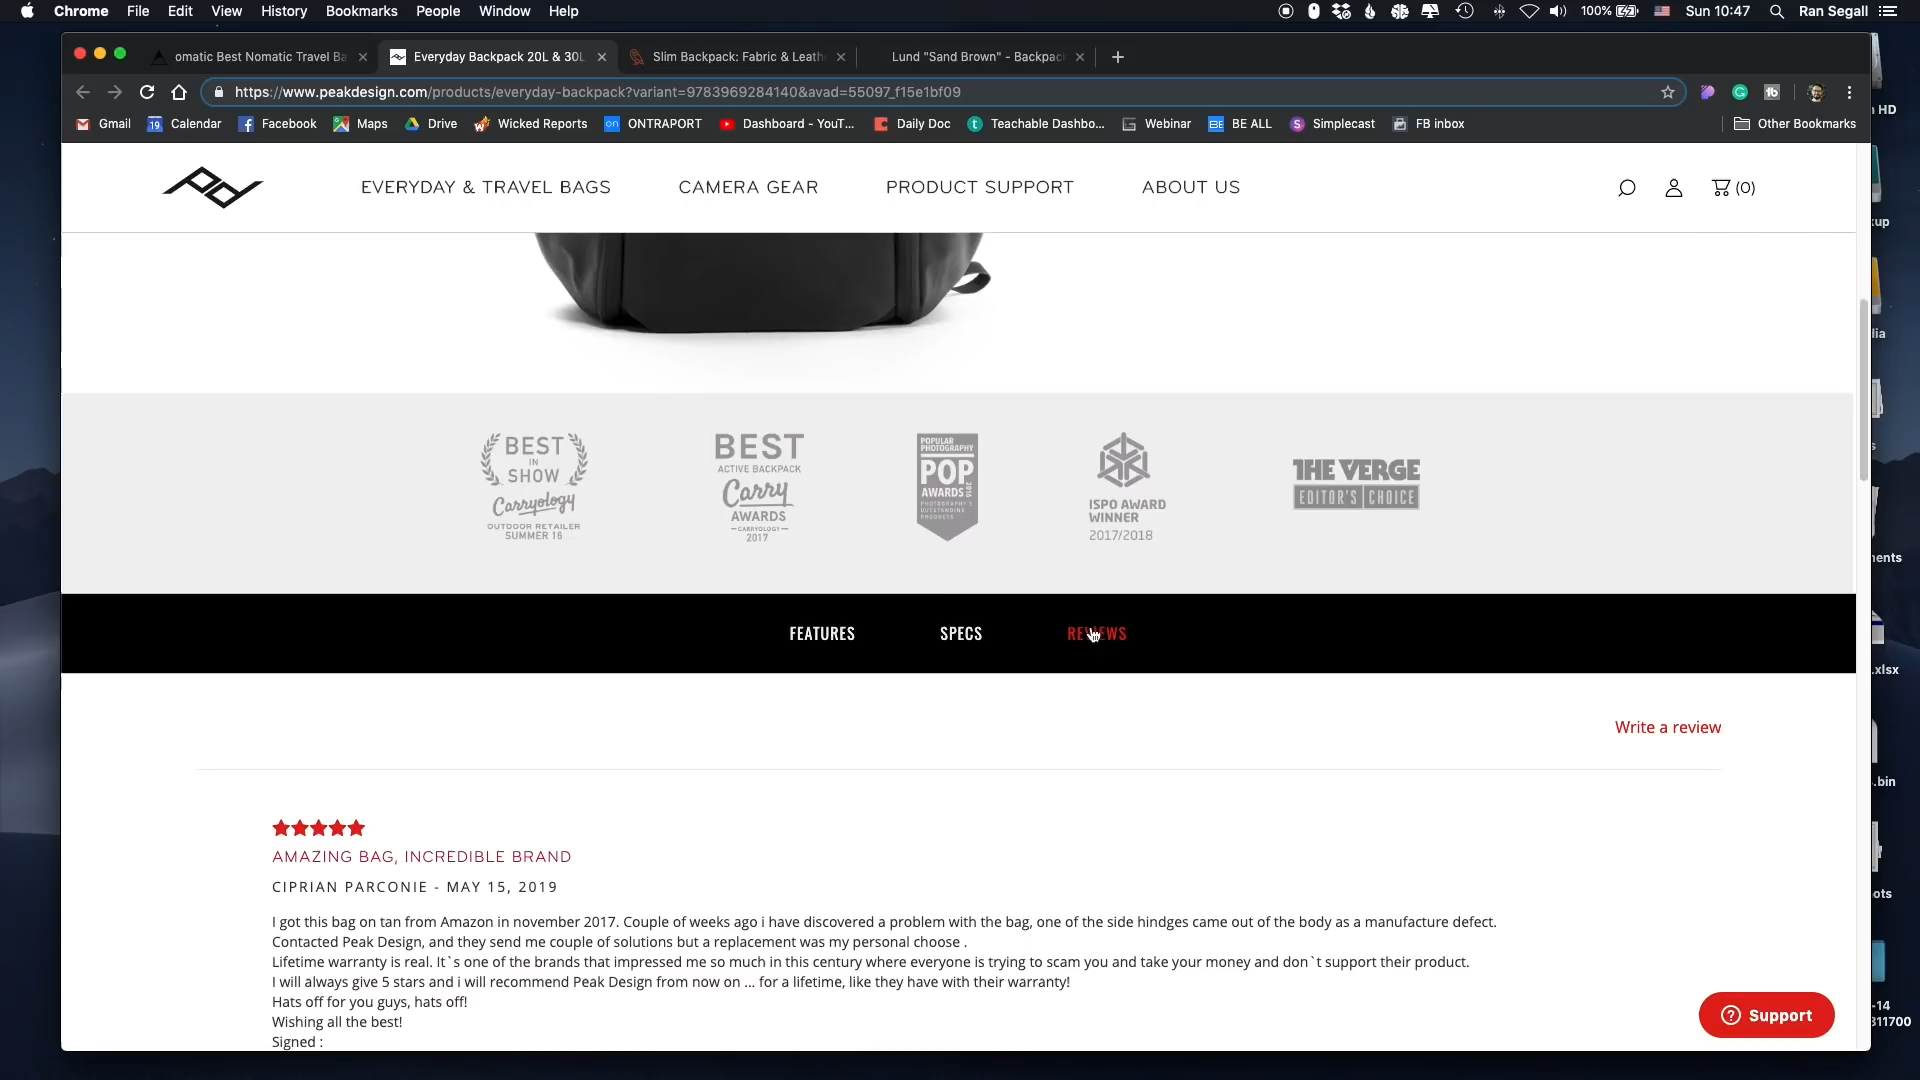 Chrome File Edit View History Bookmarks People Window Help
100% Sun 10:47 Ran Segall
omatic Best Nomatic Travel Ba
Everyday Backpack 20L & 30L
Slim Backpack: Fabric & Leath
Lund "Sand Brown" - Backpac
https://www.peakdesign.com/products/everyday-backpack?variant=9783969284140&avad=55097_f15e1bf09
Gmail Calendar Facebook Maps Drive Wicked Reports ONTRAPORT Dashboard - YouT... Daily Doc Teachable Dashbo... Webinar BE ALL Simplecast FB inbox Other Bookmarks
EVERYDAY & TRAVEL BAGS CAMERA GEAR PRODUCT SUPPORT ABOUT US (0)
BEST
IN
SHOW
Carryology
OUTDOOR RETAILER
SUMMER 16
BEST
ACTIVE BACKPACK
Carry
AWARDS
CARRYOLOGY
2017
POPULAR
PHOTOGRAPHY
POP
AWARDS 2016
PHOTOGRAPHY'S
OUTSTANDING
PRODUCTS
ISPO AWARD
WINNER
2017/2018
THE VERGE
EDITOR'S CHOICE
FEATURES SPECS REVIEWS
Write a review
AMAZING BAG, INCREDIBLE BRAND
CIPRIAN PARCONIE - MAY 15, 2019
I got this bag on tan from Amazon in november 2017. Couple of weeks ago i have discovered a problem with the bag, one of the side hindges came out of the body as a manufacture defect.
Contacted Peak Design, and they send me couple of solutions but a replacement was my personal choose .
Lifetime warranty is real. It`s one of the brands that impressed me so much in this century where everyone is trying to scam you and take your money and don`t support their product.
I will always give 5 stars and i will recommend Peak Design from now on ... for a lifetime, like they have with their warranty!
Hats off for you guys, hats off!
Wishing all the best!
Signed :
Support
HD
.xlsx
.bin
-14
311700